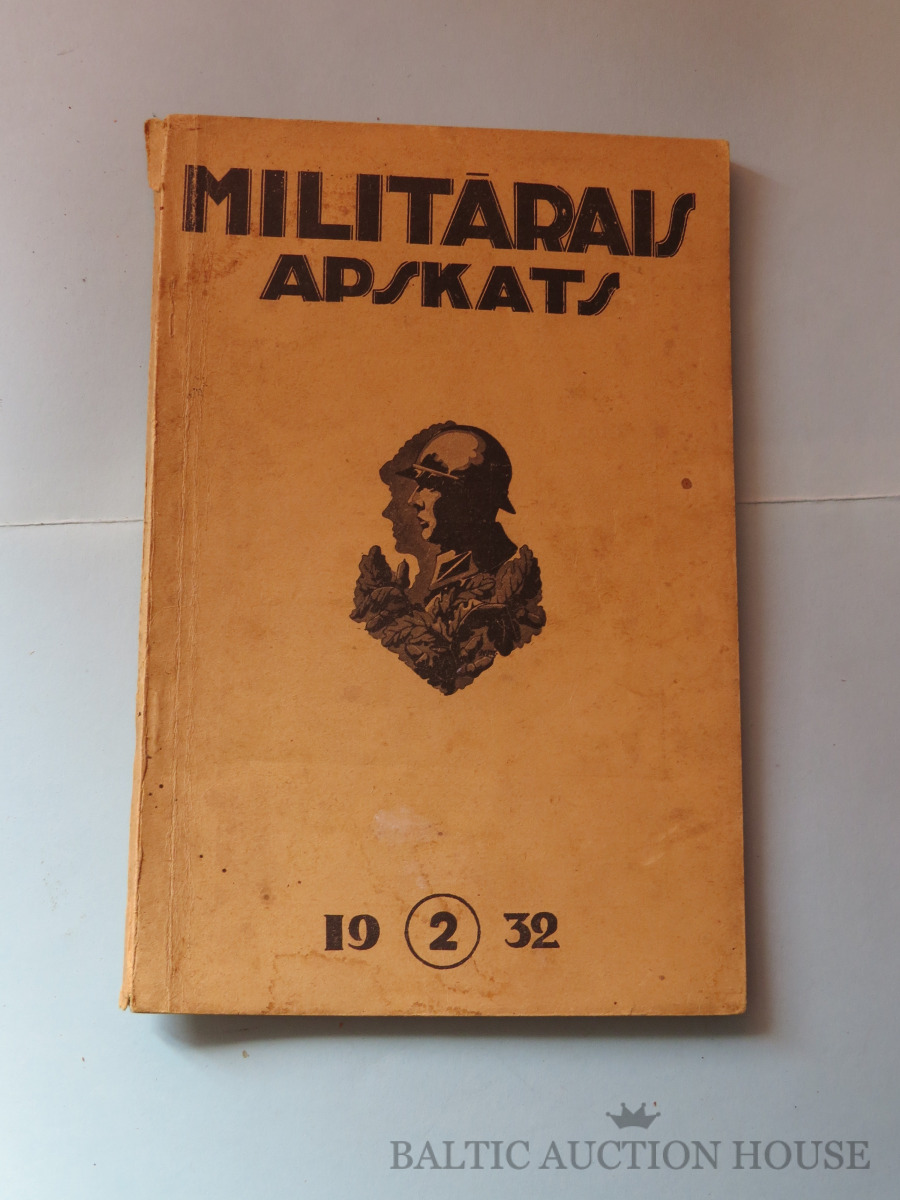 MILITĀRAIS
APSKATS
19 2 32
BALTIC AUCTION HOUSE